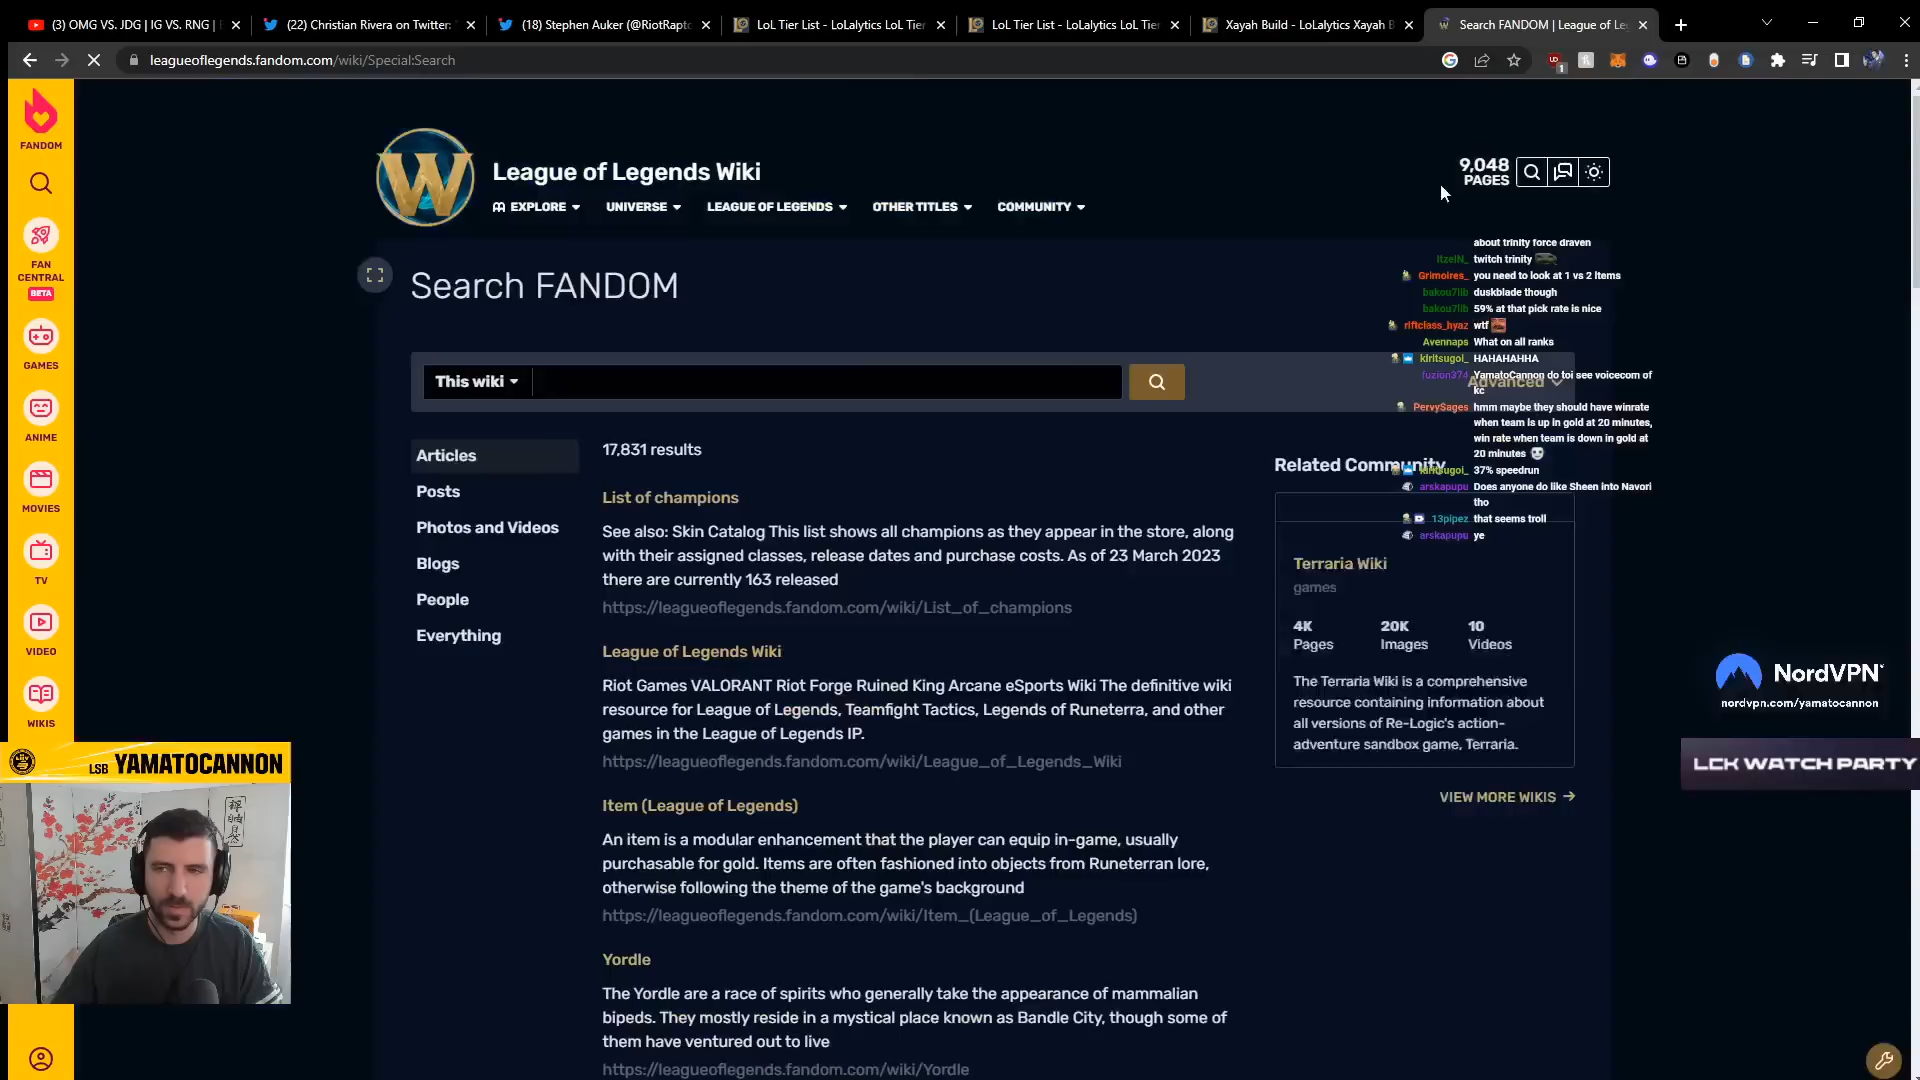 (3) OMG VS. JDG | IG VS. RNG |
(22) Christian Rivera on Twitter:
(18) Stephen Auker (@RiotRapto
LoL Tier List - LoLalytics LoL Tie
LoL Tier List - LoLalytics LoL Tie
Xayah Build - LoLalytics Xayah B
Search FANDOM | League of Le
leagueoflegends.fandom.com/wiki/Special:Search
FANDOM
FAN
CENTRAL
BETA
GAMES
ANIME
MOVIES
TV
VIDEO
WIKIS
W
League of Legends Wiki
EXPLORE
UNIVERSE
LEAGUE OF LEGENDS
OTHER TITLES
COMMUNITY
9,048
PAGES
Search FANDOM
This wiki
Advanced
Articles
Posts
Photos and Videos
Blogs
People
Everything
17,831 results
List of champions
See also: Skin Catalog This list shows all champions as they appear in the store, along
with their assigned classes, release dates and purchase costs. As of 23 March 2023
there are currently 163 released
https://leagueoflegends.fandom.com/wiki/List_of_champions
League of Legends Wiki
Riot Games VALORANT Riot Forge Ruined King Arcane eSports Wiki The definitive wiki
resource for League of Legends, Teamfight Tactics, Legends of Runeterra, and other
games in the League of Legends IP.
https://leagueoflegends.fandom.com/wiki/League_of_Legends_Wiki
Item (League of Legends)
An item is a modular enhancement that the player can equip in-game, usually
purchasable for gold. Items are often fashioned into objects from Runeterran lore,
otherwise following the theme of the game's background
https://leagueoflegends.fandom.com/wiki/Item_(League_of_Legends)
Yordle
The Yordle are a race of spirits who generally take the appearance of mammalian
bipeds. They mostly reside in a mystical place known as Bandle City, though some of
them have ventured out to live
https://leagueoflegends.fandom.com/wiki/Yordle
Related Community
Terraria Wiki
games
4K
Pages
20K
Images
10
Videos
The Terraria Wiki is a comprehensive
resource containing information about
all versions of Re-Logic's action-
adventure sandbox game, Terraria.
VIEW MORE WIKIS
about trinity force draven
ItzelN_ twitch trinity
Grimoires_ you need to look at 1 vs 2 Items
bakou7lib duskblade though
bakou7lib 59% at that pick rate is nice
riftclass_hyaz wtf
Avennaps What on all ranks
kiritsugoi_ HAHAHAHHA
fuzion374 YamatoCannon do toi see voicecom of
kc
PervySages hmm maybe they should have winrate
when team is up in gold at 20 minutes,
win rate when team is down in gold at
20 minutes
kiritsugoi_ 37% speedrun
arskapupu Does anyone do like Sheen into Navori
tho
13pipez that seems troll
arskapupu ye
NordVPN
nordvpn.com/yamatocannon
LCK WATCH PARTY
LSB YAMATOCANNON